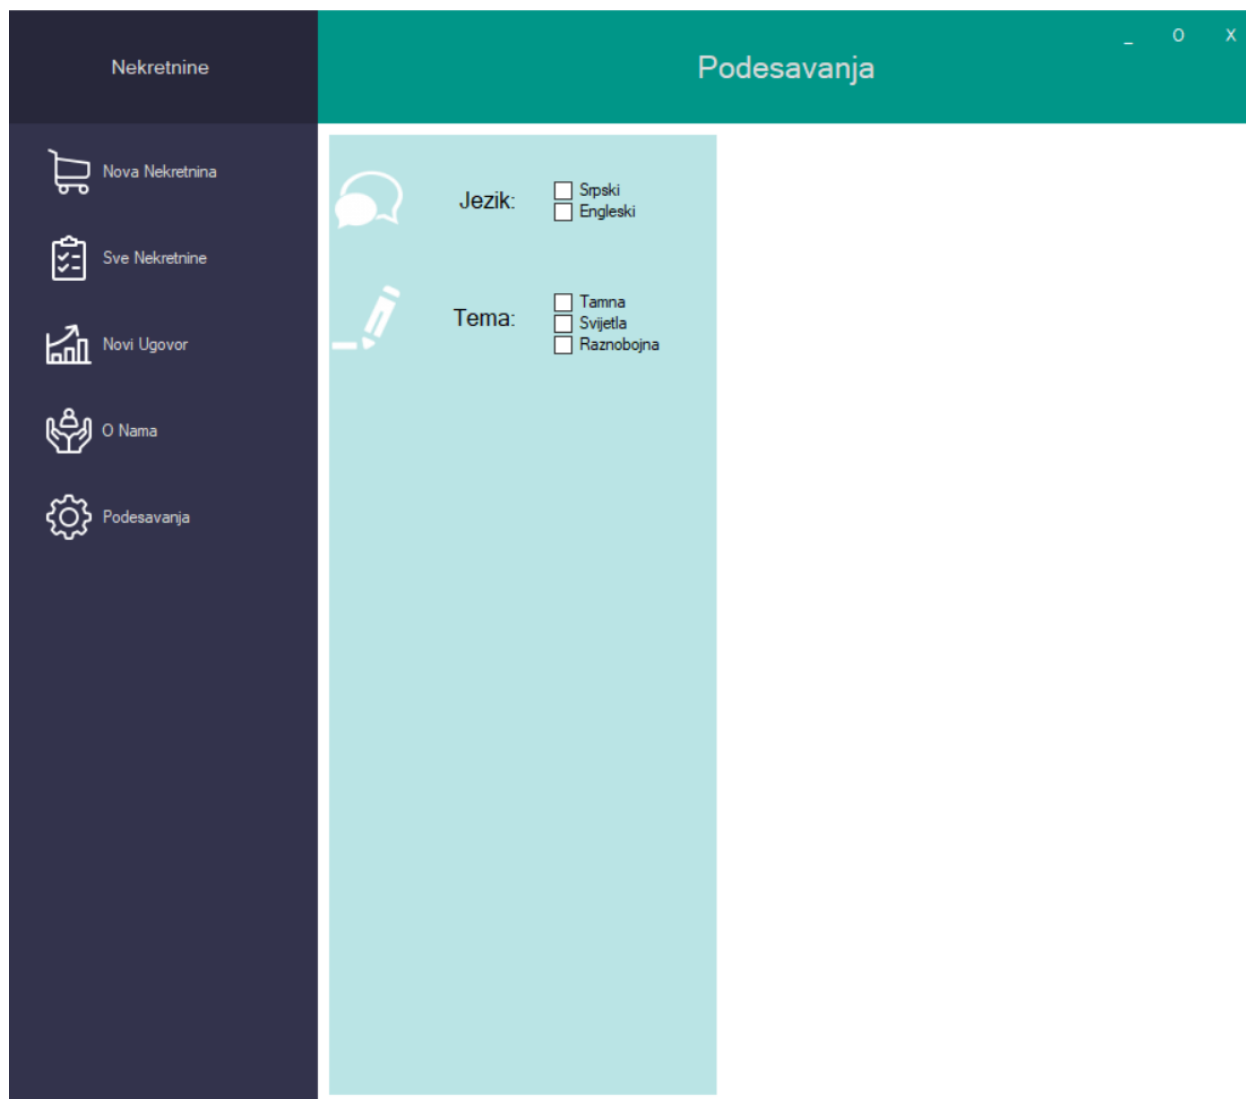 Nekretnine
Podesavanja
_ O X
Nova Nekretnina
Sve Nekretnine
Novi Ugovor
O Nama
Podesavanja
Jezik:
Srpski
Engleski
Tema:
Tamna
Svijetla
Raznobojna